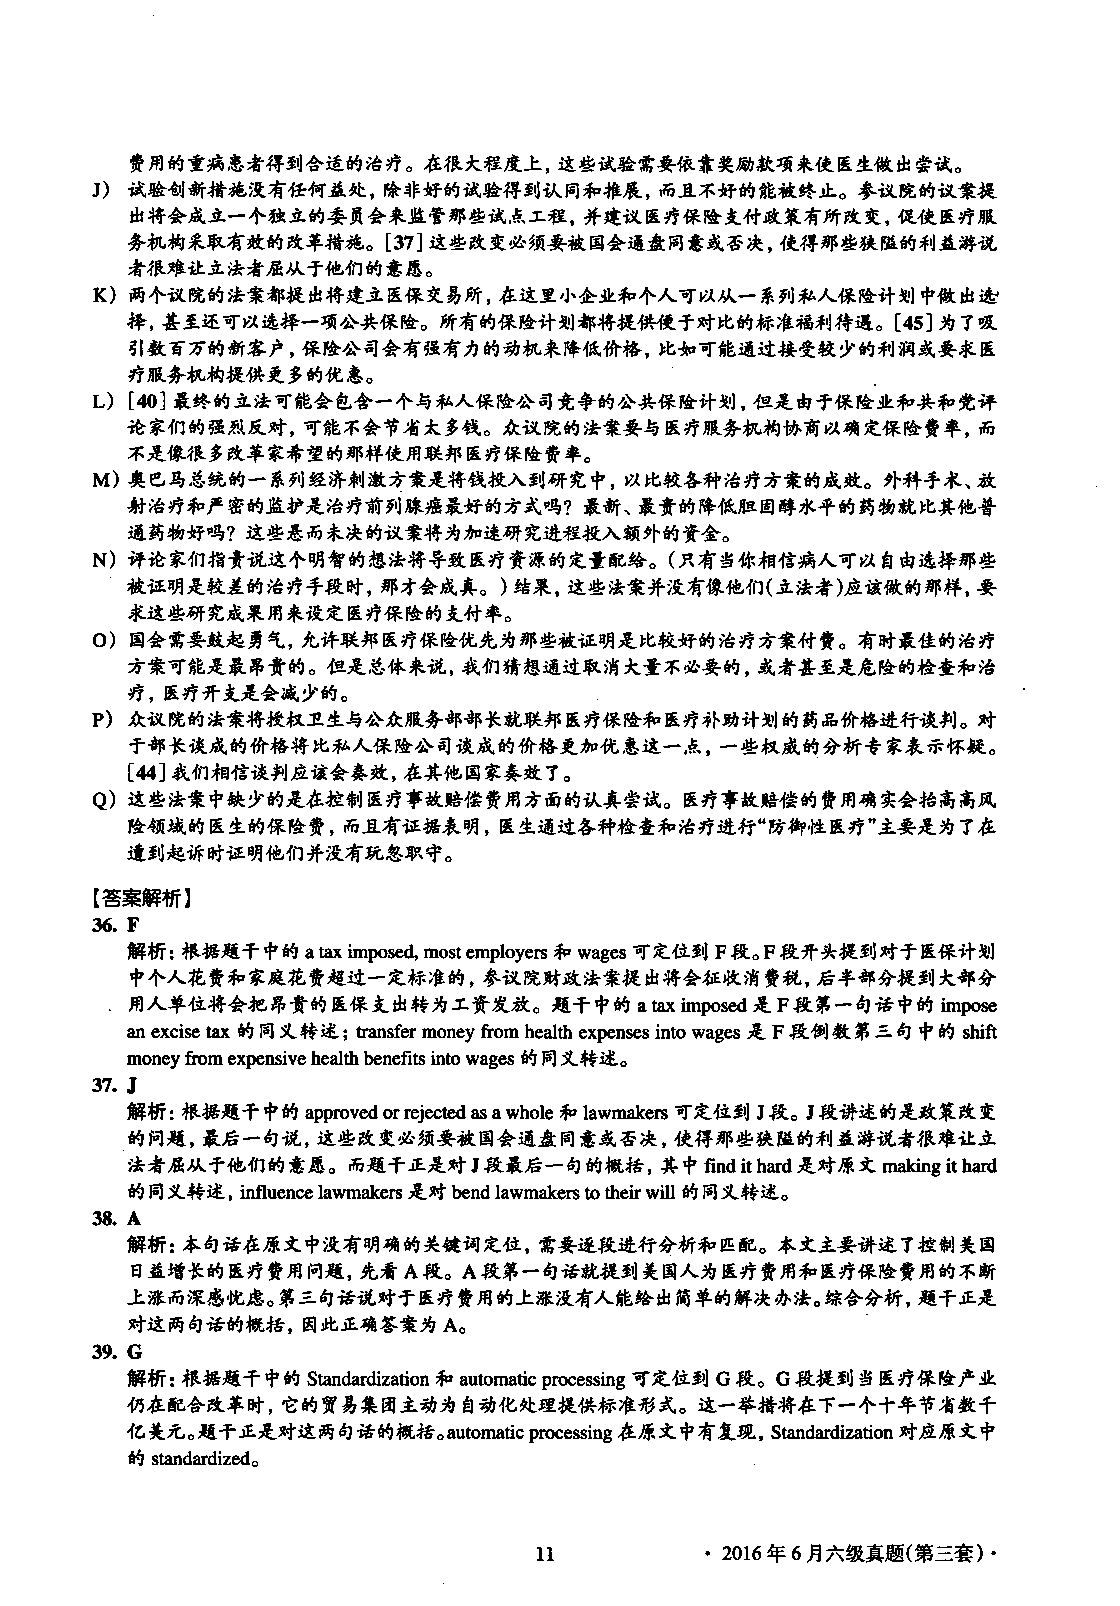 费用的重病患者得到合适的治疗。在很大程度上，这些试验需要依靠奖励款项来使医生做出尝试。
J) 试验创新措施没有任何益处，除非好的试验得到认同和推展，而且不好的能被终止。参议院的议案提
出将会成立一个独立的委员会来监管那些试点工程，并建议医疗保险支付政策有所改变，促使医疗服
务机构采取有效的改革措施。[37]这些改变必须要被国会通盘同意或否决，使得那些狭隘的利益游说
者很难让立法者屈从于他们的意愿。
K) 两个议院的法案都提出将建立医保交易所，在这里小企业和个人可以从一系列私人保险计划中做出选
择，甚至还可以选择一项公共保险。所有的保险计划都将提供便于对比的标准福利待遇。[45]为了吸
引数百万的新客户，保险公司会有强有力的动机来降低价格，比如可能通过接受较少的利润或要求医
疗服务机构提供更多的优惠。
L) [40]最终的立法可能会包含一个与私人保险公司竞争的公共保险计划，但是由于保险业和共和党评
论家们的强烈反对，可能不会节省太多钱。众议院的法案要与医疗服务机构协商以确定保险费率，而
不是像很多改革家希望的那样使用联邦医疗保险费率。
M) 奥巴马总统的一系列经济刺激方案是将钱投入到研究中，以比较各种治疗方案的成效。外科手术、放
射治疗和严密的监护是治疗前列腺癌最好的方式吗？最新、最贵的降低胆固醇水平的药物就比其他普
通药物好吗？这些悬而未决的议案将为加速研究进程投入额外的资金。
N) 评论家们指责说这个明智的想法将导致医疗资源的定量配给。(只有当你相信病人可以自由选择那些
被证明是较差的治疗手段时，那才会成真。)结果，这些法案并没有像他们(立法者)应该做的那样，要
求这些研究成果用来设定医疗保险的支付率。
O) 国会需要鼓起勇气，允许联邦医疗保险优先为那些被证明是比较好的治疗方案付费。有时最佳的治疗
方案可能是最昂贵的。但是总体来说，我们猜想通过取消大量不必要的，或者甚至是危险的检查和治
疗，医疗开支是会减少的。
P) 众议院的法案将授权卫生与公众服务部部长就联邦医疗保险和医疗补助计划的药品价格进行谈判。对
于部长谈成的价格将比私人保险公司谈成的价格更加优惠这一点，一些权威的分析专家表示怀疑。
[44]我们相信谈判应该会奏效，在其他国家奏效了。
Q) 这些法案中缺少的是在控制医疗事故赔偿费用方面的认真尝试。医疗事故赔偿的费用确实会抬高高风
险领域的医生的保险费，而且有证据表明，医生通过各种检查和治疗进行“防御性医疗”主要是为了在
遭到起诉时证明他们并没有玩忽职守。
【答案解析】
36. F
解析：根据题干中的 a tax imposed, most employers 和 wages 可定位到 F 段。F 段开头提到对于医保计划
中个人花费和家庭花费超过一定标准的，参议院财政法案提出将会征收消费税，后半部分提到大部分
用人单位将会把昂贵的医保支出转为工资发放。题干中的 a tax imposed 是 F 段第一句话中的 impose
an excise tax 的同义转述；transfer money from health expenses into wages 是 F 段倒数第三句中的 shift
money from expensive health benefits into wages 的同义转述。
37. J
解析：根据题干中的 approved or rejected as a whole 和 lawmakers 可定位到 J 段。J 段讲述的是政策改变
的问题，最后一句说，这些改变必须要被国会通盘同意或否决，使得那些狭隘的利益游说者很难让立
法者屈从于他们的意愿。而题干正是对 J 段最后一句的概括，其中 find it hard 是对原文 making it hard
的同义转述，influence lawmakers 是对 bend lawmakers to their will 的同义转述。
38. A
解析：本句话在原文中没有明确的关键词定位，需要逐段进行分析和匹配。本文主要讲述了控制美国
日益增长的医疗费用问题，先看 A 段。A 段第一句话就提到美国人为医疗费用和医疗保险费用的不断
上涨而深感忧虑。第三句话说对于医疗费用的上涨没有人能给出简单的解决办法。综合分析，题干正是
对这两句话的概括，因此正确答案为 A。
39. G
解析：根据题干中的 Standardization 和 automatic processing 可定位到 G 段。G 段提到当医疗保险产业
仍在配合改革时，它的贸易集团主动为自动化处理提供标准形式。这一举措将在下一个十年节省数千
亿美元。题干正是对这两句话的概括。automatic processing 在原文中有复现，Standardization 对应原文中
的 standardized。
11
·2016 年 6 月六级真题(第三套)·